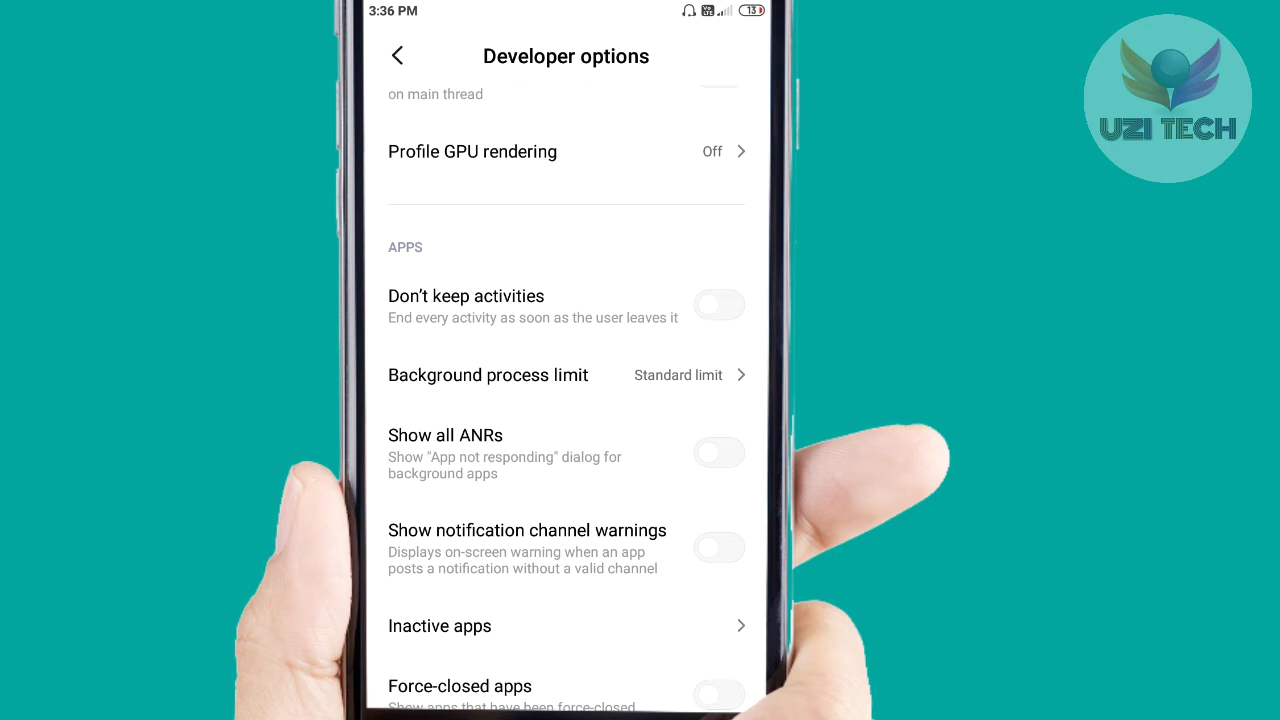 3:36 PM
Vo
LTE
13
Developer options
UZI TECH
on main thread
Profile GPU rendering
Off
APPS
Don’t keep activities
End every activity as soon as the user leaves it
Background process limit
Standard limit
Show all ANRs
Show "App not responding" dialog for
background apps
Show notification channel warnings
Displays on-screen warning when an app
posts a notification without a valid channel
Inactive apps
Force-closed apps
Show apps that have been force-closed